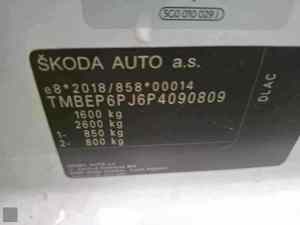 5G0 010 029 J
ŠKODA AUTO a.s.
e8*2018/858*00014
TMBEP6PJ6P4090809
1600 kg
2600 kg
1- 850 kg
2- 800 kg
DLAC